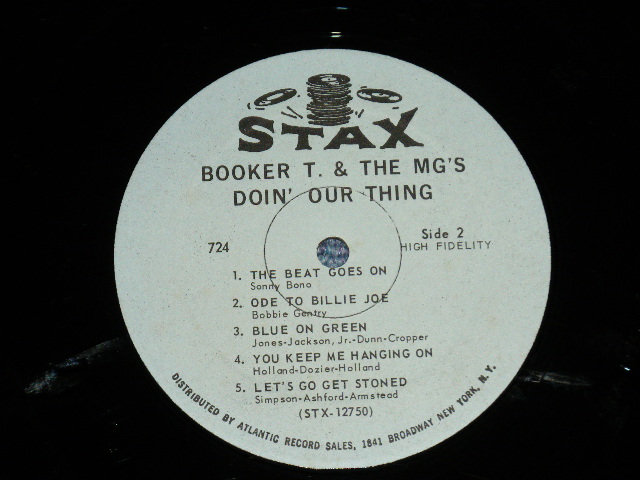 STAX
BOOKER T. & THE MG'S
DOIN' OUR THING
724
Side 2
HIGH FIDELITY
1. THE BEAT GOES ON
Sonny Bono
2. ODE TO BILLIE JOE
Bobbie Gentry
3. BLUE ON GREEN
Jones-Jackson, Jr.-Dunn-Cropper
4. YOU KEEP ME HANGING ON
Holland-Dozier-Holland
5. LET'S GO GET STONED
Simpson-Ashford-Armstead
(STX-12750)
DISTRIBUTED BY ATLANTIC RECORD SALES, 1841 BROADWAY NEW YORK, N.Y.